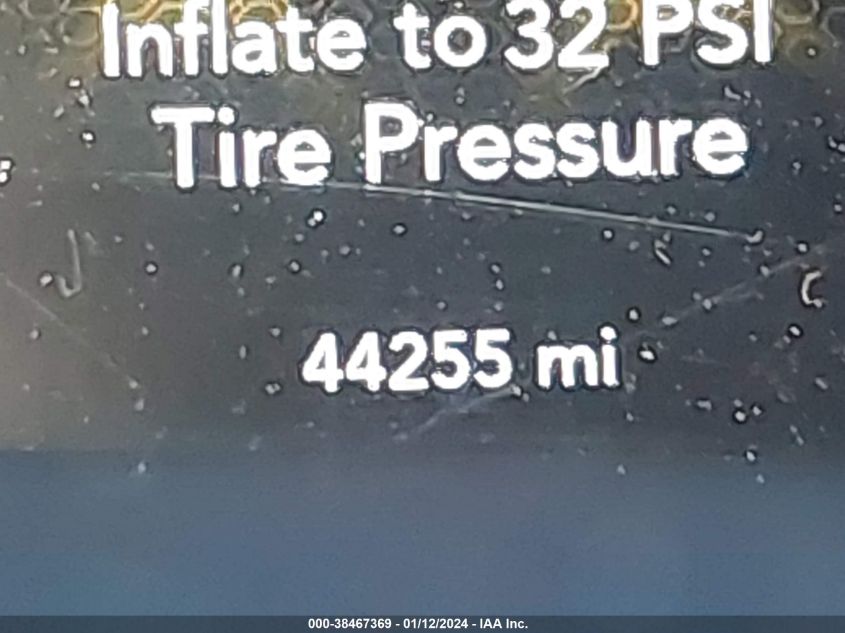 Inflate to 32 PSI
Tire Pressure
44255 mi
000-38467369 - 01/12/2024 - IAA Inc.